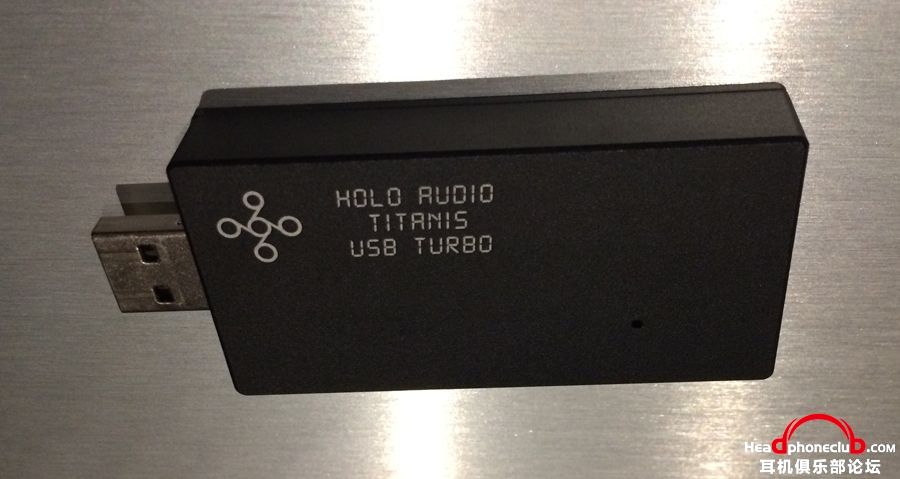 HOLO AUDIO
TITANIS
USB TURBO
Headphoneclub.com
耳机俱乐部论坛